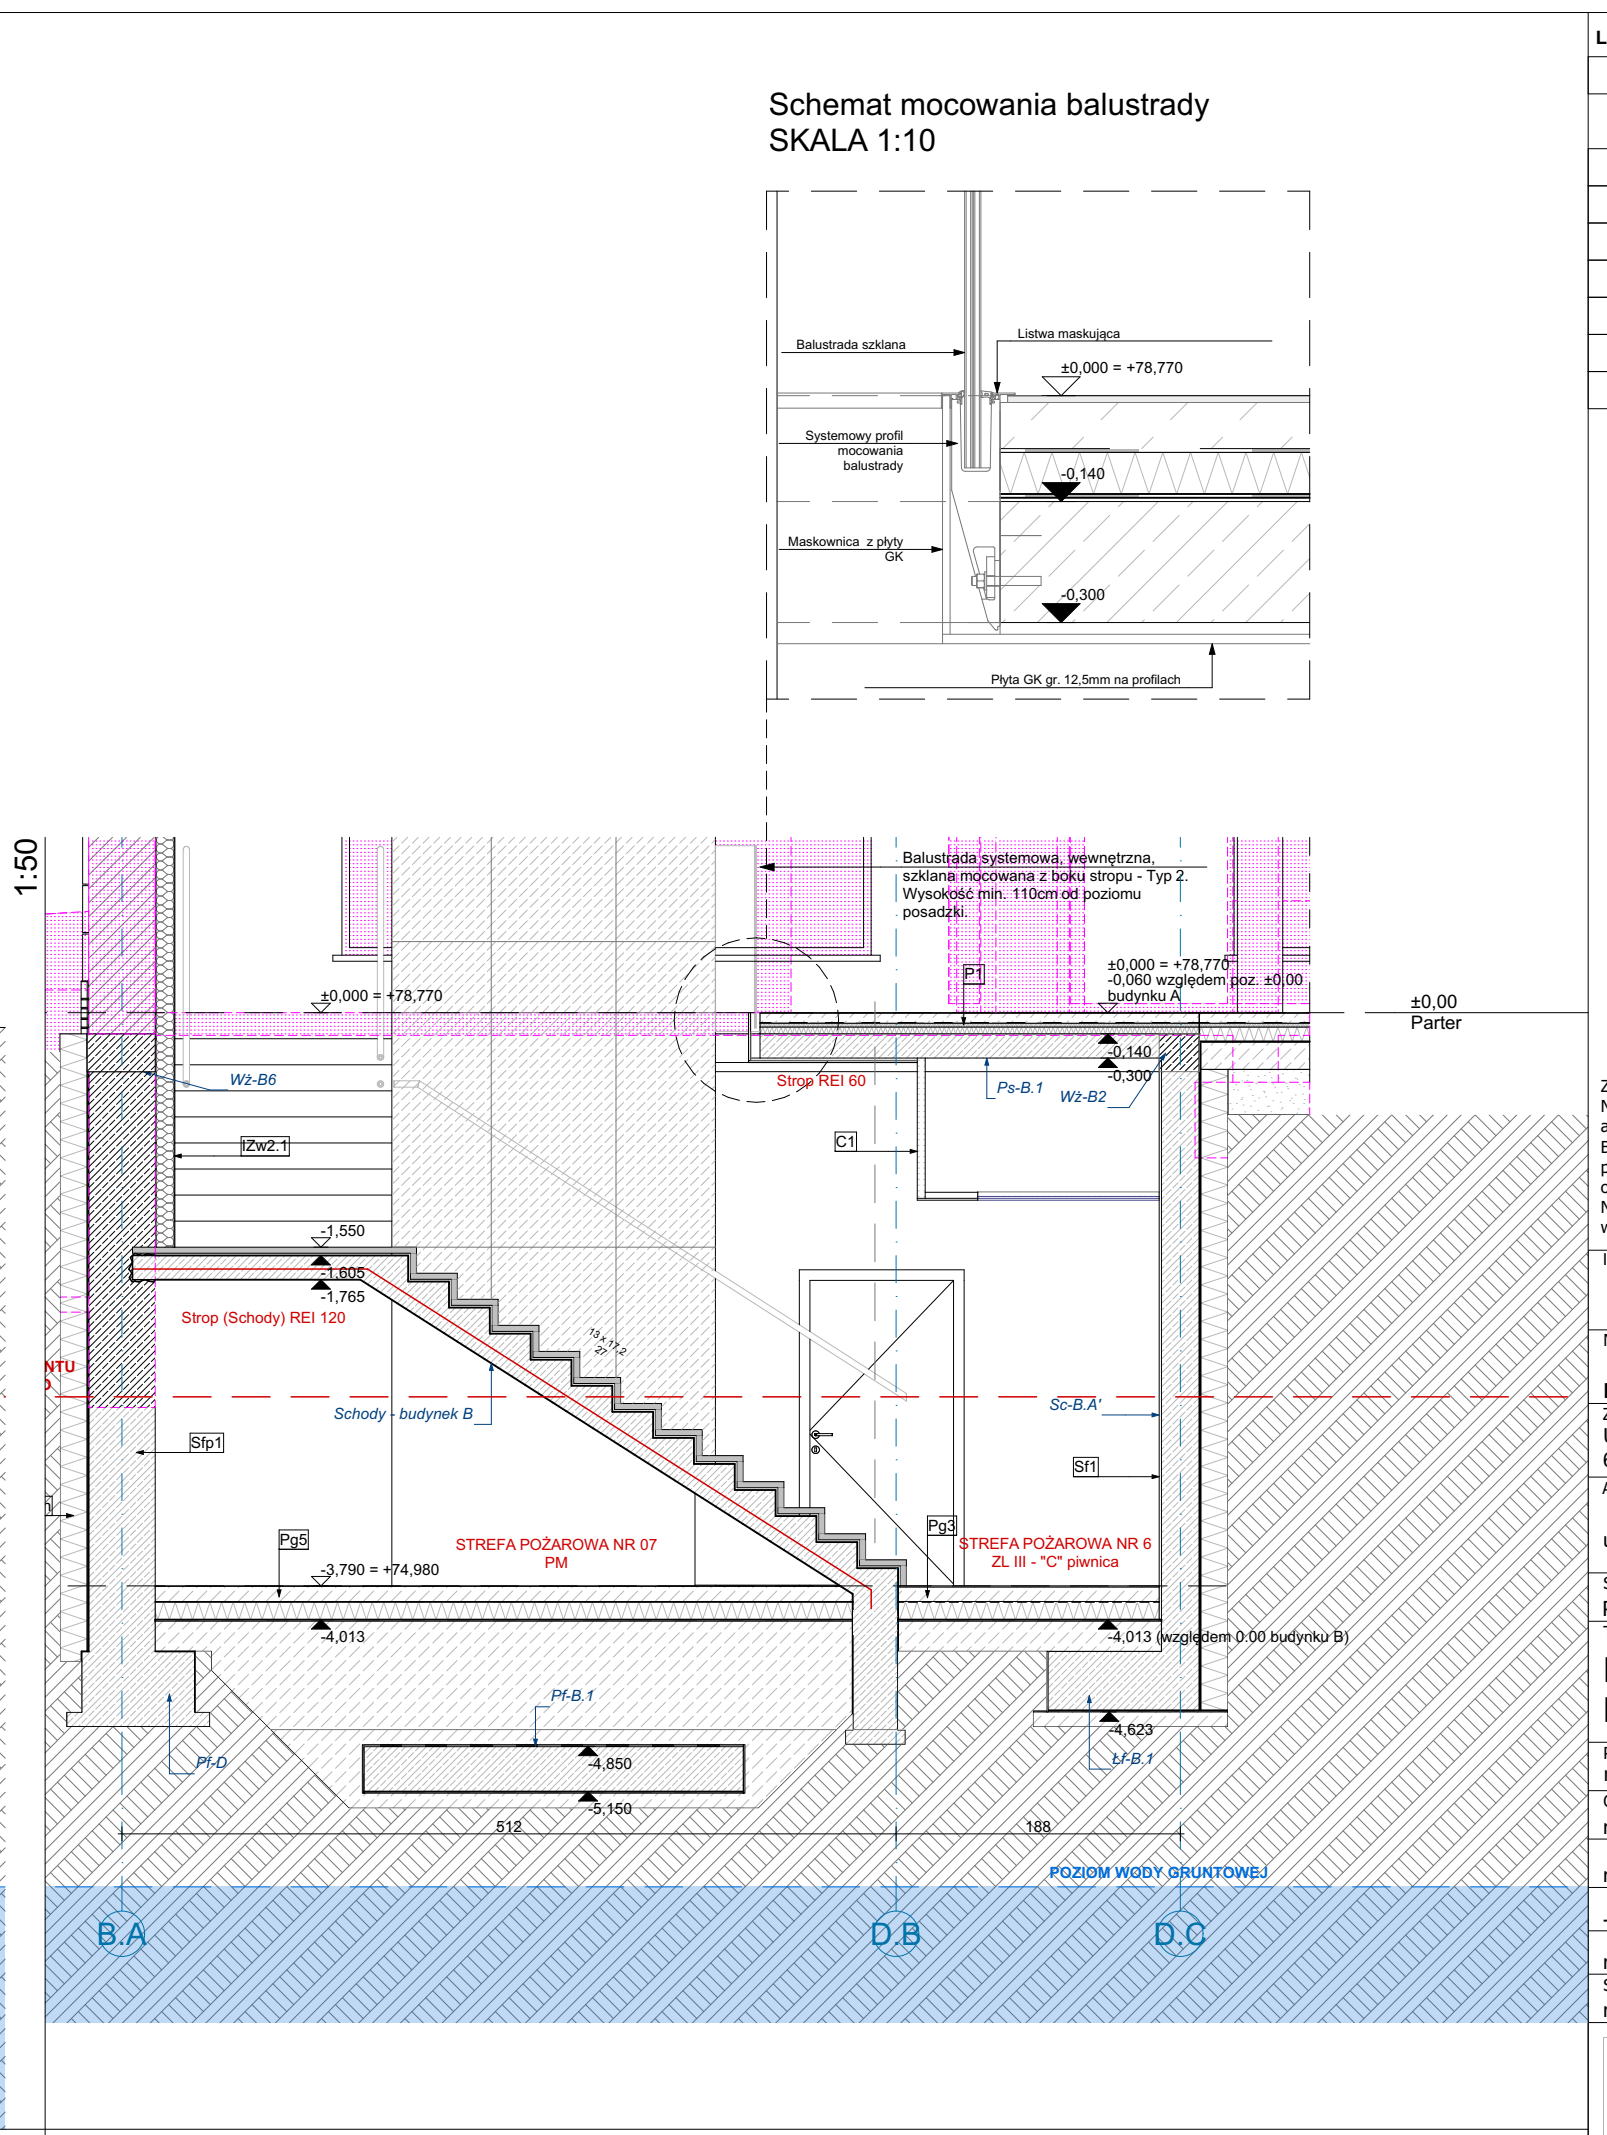 Schemat mocowania balustrady
SKALA 1:10
Balustrada szklana
Listwa maskująca
±0,000 = +78,770
Systemowy profil
mocowania
balustrady
-0,140
Maskownica z płyty
GK
-0,300
Płyta GK gr. 12,5mm na profilach
1:50
Balustrada systemowa, wewnętrzna,
szklana mocowana z boku stropu - Typ 2.
Wysokość min. 110cm od poziomu
posadzki.
±0,000 = +78,770
P1
±0,000 = +78,770
-0,060 względem poz. ±0,00
budynku A
±0,00
Parter
-0,140
-0,300
Wż-B6
Strop REI 60
Ps-B.1
Wż-B2
IZw2.1
C1
-1,550
-1,605
-1,765
Strop (Schody) REI 120
13 x 17,2
27
NTU
Schody - budynek B
Sc-B.A'
Sfp1
Sf1
Pg5
STREFA POŻAROWA NR 07
PM
Pg3
STREFA POŻAROWA NR 6
ZL III - "C" piwnica
-3,790 = +74,980
-4,013
-4,013 (względem 0.00 budynku B)
Pf-B.1
-4,623
Pf-D
-4,850
Łf-B.1
-5,150
512
188
POZIOM WODY GRUNTOWEJ
B.A
D.B
D.C